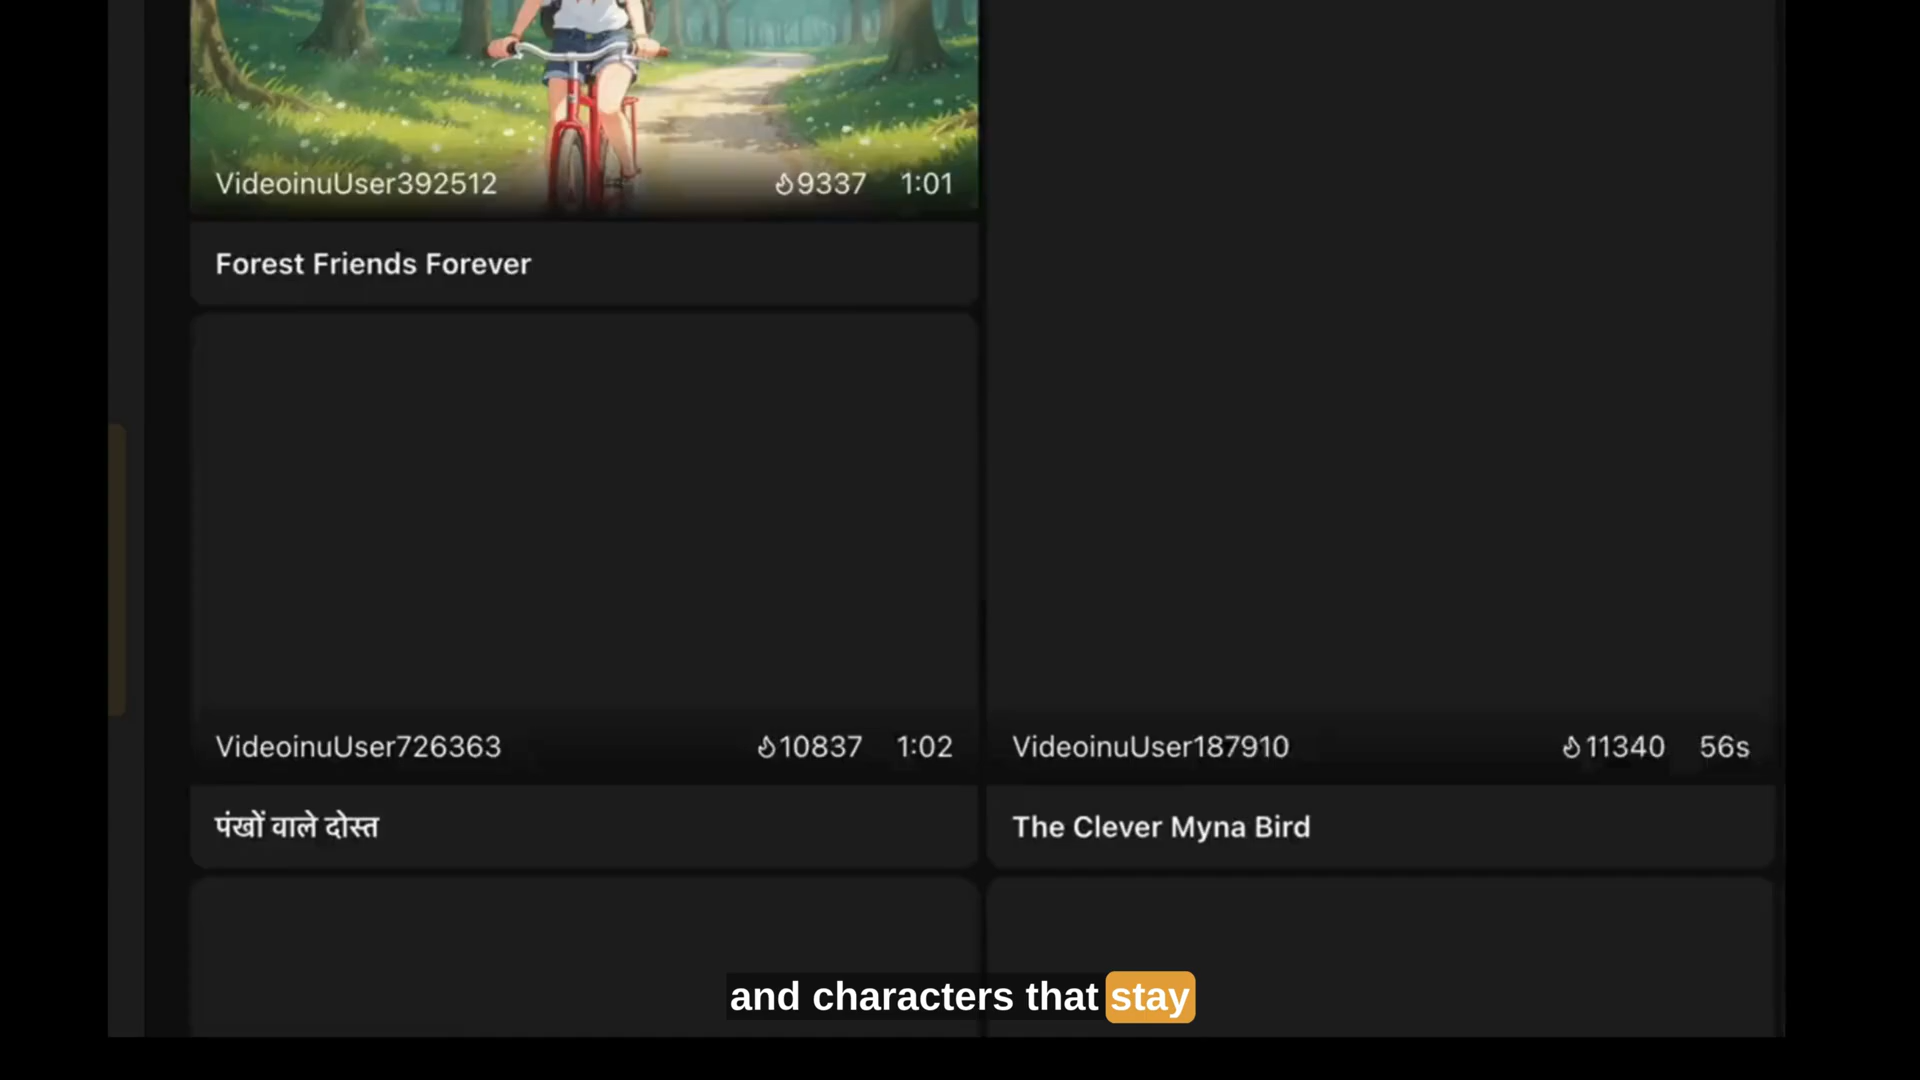 VideoinuUser392512 9337 1:01
Forest Friends Forever
VideoinuUser726363 10837 1:02
पंखों वाले दोस्त
VideoinuUser187910 11340 56s
The Clever Myna Bird
and characters that stay